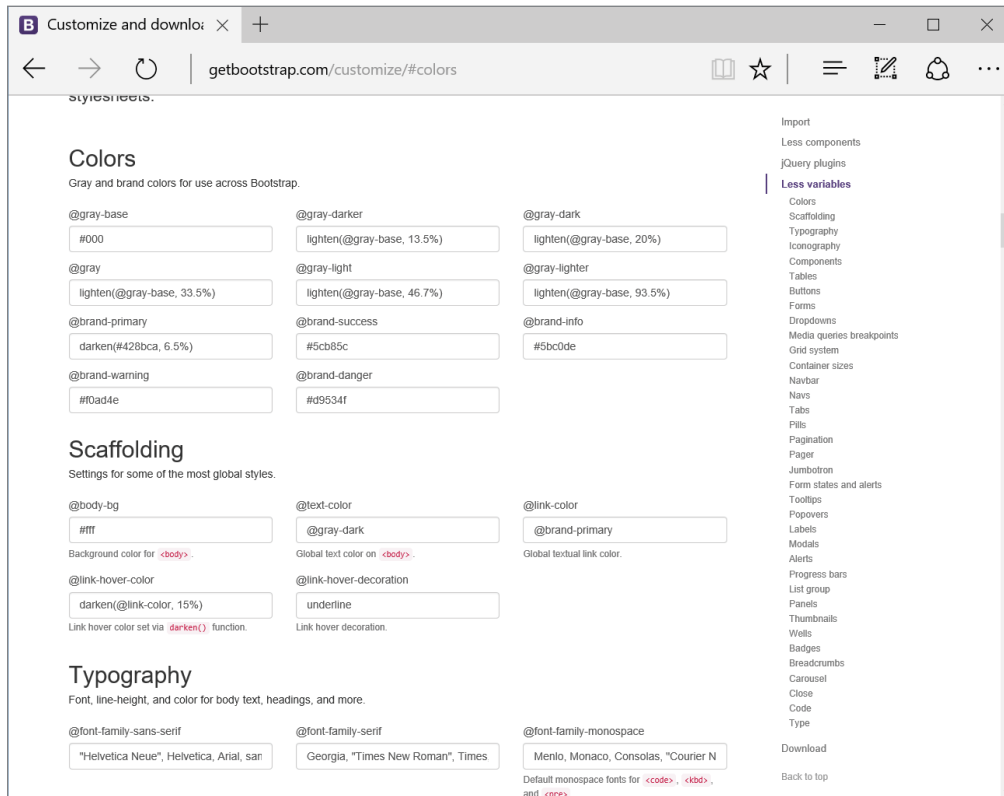 B Customize and downloa
getbootstrap.com/customize/#colors
stylesheets.
Colors
Gray and brand colors for use across Bootstrap.
@gray-base @gray-darker @gray-dark
#000 lighten(@gray-base, 13.5%) lighten(@gray-base, 20%)
@gray @gray-light @gray-lighter
lighten(@gray-base, 33.5%) lighten(@gray-base, 46.7%) lighten(@gray-base, 93.5%)
@brand-primary @brand-success @brand-info
darken(#428bca, 6.5%) #5cb85c #5bc0de
@brand-warning @brand-danger
#f0ad4e #d9534f
Scaffolding
Settings for some of the most global styles.
@body-bg @text-color @link-color
#fff @gray-dark @brand-primary
Background color for <body>. Global text color on <body>. Global textual link color.
@link-hover-color @link-hover-decoration
darken(@link-color, 15%) underline
Link hover color set via darken() function. Link hover decoration.
Typography
Font, line-height, and color for body text, headings, and more.
@font-family-sans-serif @font-family-serif @font-family-monospace
"Helvetica Neue", Helvetica, Arial, san Georgia, "Times New Roman", Times Menlo, Monaco, Consolas, "Courier N
Default monospace fonts for <code>, <kbd>,
and <pre>
Import
Less components
jQuery plugins
Less variables
Colors
Scaffolding
Typography
Iconography
Components
Tables
Buttons
Forms
Dropdowns
Media queries breakpoints
Grid system
Container sizes
Navbar
Navs
Tabs
Pills
Pagination
Pager
Jumbotron
Form states and alerts
Tooltips
Popovers
Labels
Modals
Alerts
Progress bars
List group
Panels
Thumbnails
Wells
Badges
Breadcrumbs
Carousel
Close
Code
Type
Download
Back to top